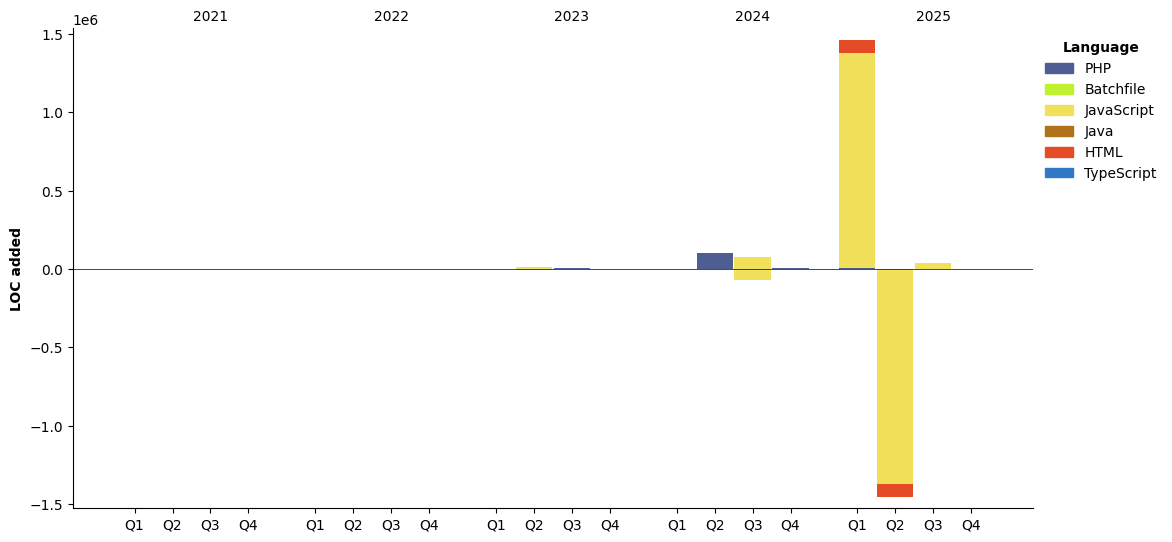 1e6
2021 2022 2023 2024 2025
1.5
1.0
0.5
0.0
−0.5
−1.0
−1.5
LOC added
Q1 Q2 Q3 Q4 Q1 Q2 Q3 Q4 Q1 Q2 Q3 Q4 Q1 Q2 Q3 Q4 Q1 Q2 Q3 Q4
Language
PHP
Batchfile
JavaScript
Java
HTML
TypeScript